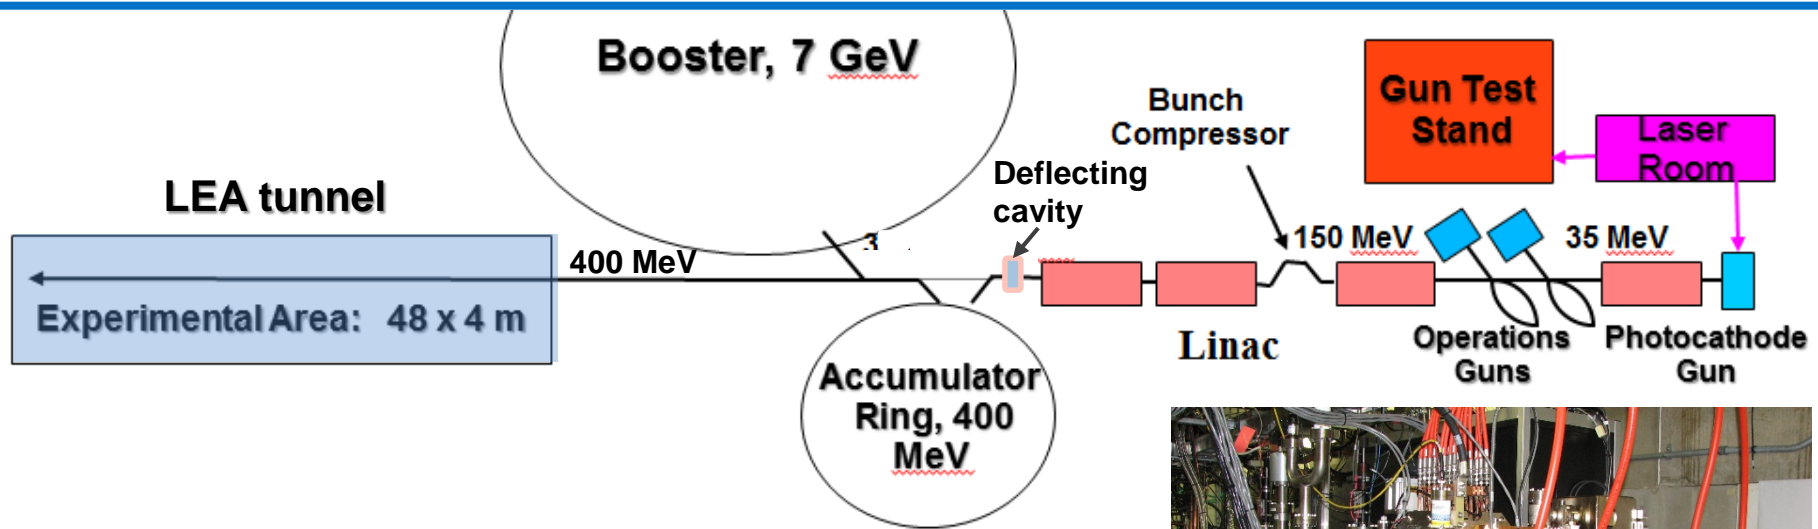 Booster, 7 GeV
Gun Test
Stand
Laser
Room
Bunch
Compressor
Deflecting
cavity
LEA tunnel
400 MeV
3
150 MeV
35 MeV
Experimental Area: 48 x 4 m
Linac
Operations
Guns
Photocathode
Gun
Accumulator
Ring, 400
MeV